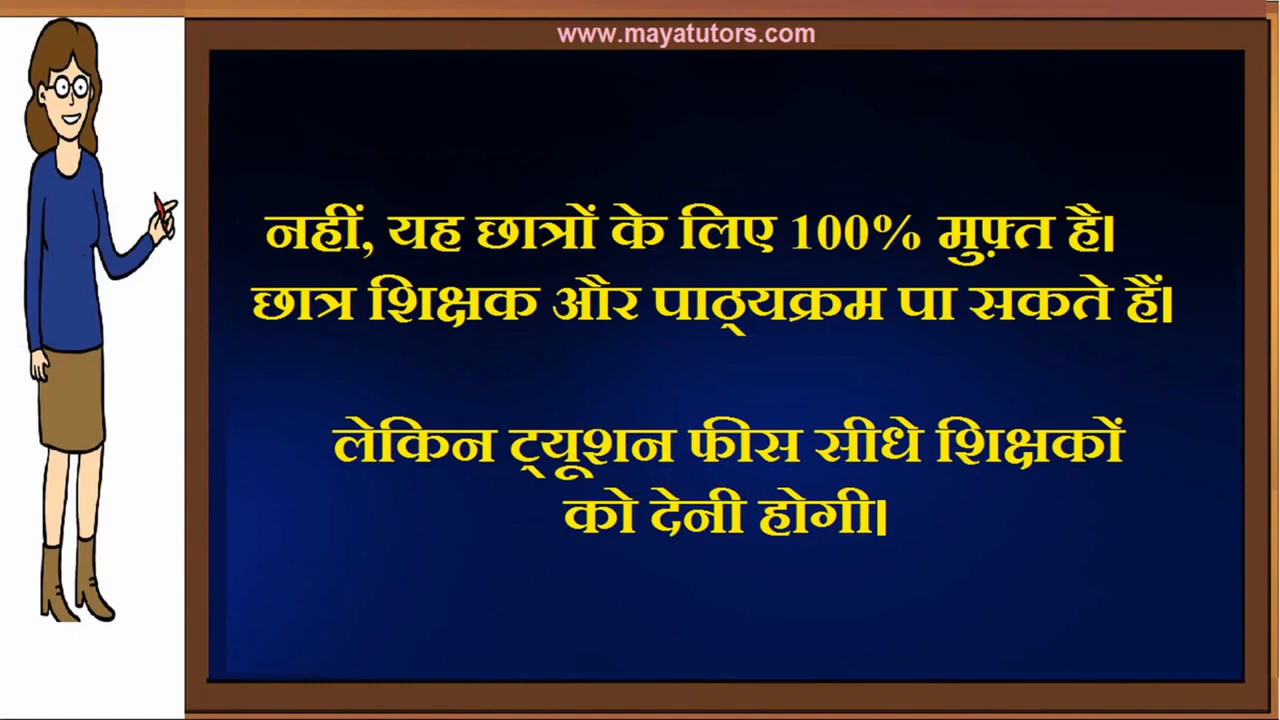 www.mayatutors.com
नहीं, यह छात्रों के लिए 100% मुफ़्त है।
छात्र शिक्षक और पाठ्यक्रम पा सकते हैं।
लेकिन ट्यूशन फीस सीधे शिक्षकों
को देनी होगी।